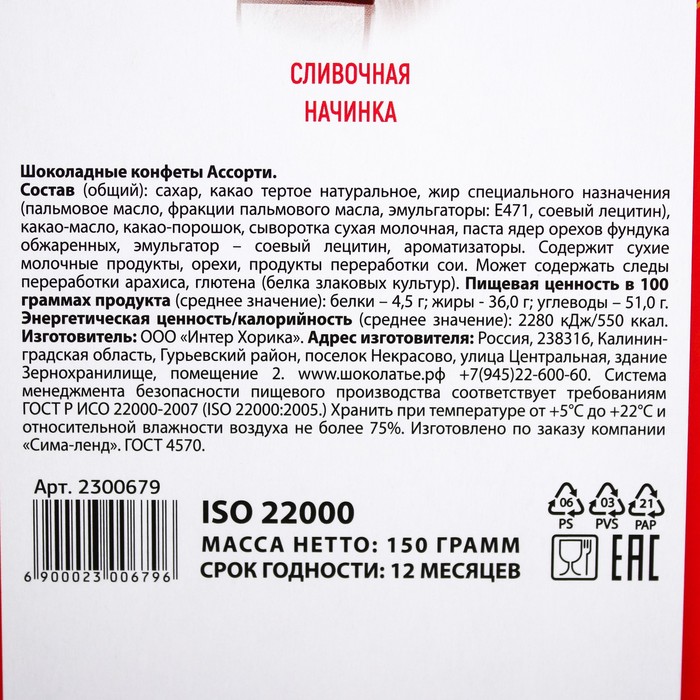 СЛИВОЧНАЯ
НАЧИНКА
Шоколадные конфеты Ассорти.
Состав (общий): сахар, какао тертое натуральное, жир специального назначения
(пальмовое масло, фракции пальмового масла, эмульгаторы: Е471, соевый лецитин),
какао-масло, какао-порошок, сыворотка сухая молочная, паста ядер орехов фундука
обжаренных, эмульгатор – соевый лецитин, ароматизаторы. Содержит сухие
молочные продукты, орехи, продукты переработки сои. Может содержать следы
переработки арахиса, глютена (белка злаковых культур). Пищевая ценность в 100
граммах продукта (среднее значение): белки – 4,5 г; жиры - 36,0 г; углеводы – 51,0 г.
Энергетическая ценность/калорийность (среднее значение): 2280 кДж/550 ккал.
Изготовитель: ООО «Интер Хорика». Адрес изготовителя: Россия, 238316, Калинин-
градская область, Гурьевский район, поселок Некрасово, улица Центральная, здание
Зернохранилище, помещение 2. www.шоколатье.рф +7(945)22-600-60. Система
менеджмента безопасности пищевого производства соответствует требованиям
ГОСТ Р ИСО 22000-2007 (ISO 22000:2005.) Хранить при температуре от +5°С до +22°С и
относительной влажности воздуха не более 75%. Изготовлено по заказу компании
«Сима-ленд». ГОСТ 4570.
Арт. 2300679
6 900023 006796
ISO 22000
МАССА НЕТТО: 150 ГРАММ
СРОК ГОДНОСТИ: 12 МЕСЯЦЕВ
06 03 21
PS PVS PAP
EAC